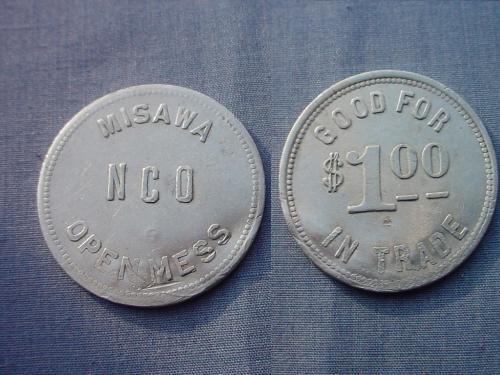 MISAWA
NCO
OPEN MESS
GOOD FOR
$1.00
IN TRADE